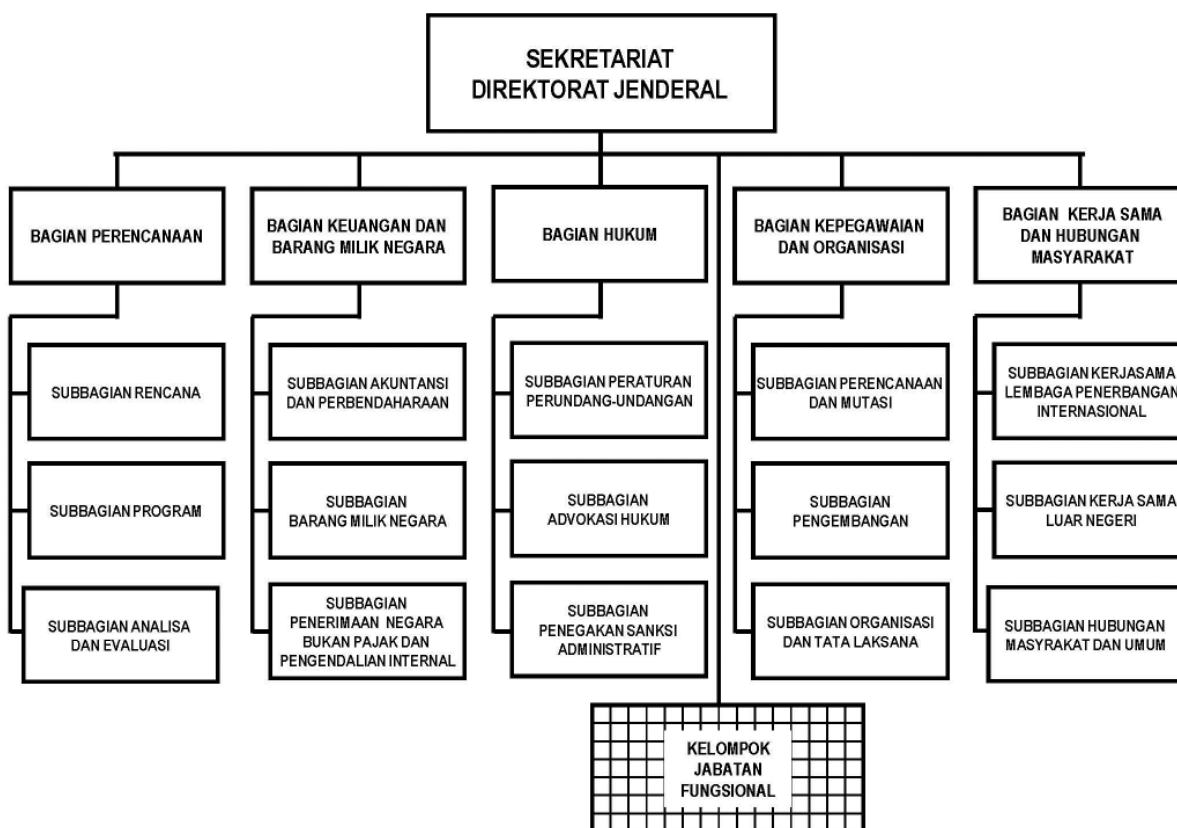 SEKRETARIAT
DIREKTORAT JENDERAL
BAGIAN PERENCANAAN
BAGIAN KEUANGAN DAN
BARANG MILIK NEGARA
BAGIAN HUKUM
BAGIAN KEPEGAWAIAN
DAN ORGANISASI
BAGIAN KERJA SAMA
DAN HUBUNGAN
MASYARAKAT
SUBBAGIAN RENCANA
SUBBAGIAN AKUNTANSI
DAN PERBENDAHARAAN
SUBBAGIAN PERATURAN
PERUNDANG-UNDANGAN
SUBBAGIAN PERENCANAAN
DAN MUTASI
SUBBAGIAN KERJASAMA
LEMBAGA PENERBANGAN
INTERNASIONAL
SUBBAGIAN PROGRAM
SUBBAGIAN
BARANG MILIK NEGARA
SUBBAGIAN
ADVOKASI HUKUM
SUBBAGIAN
PENGEMBANGAN
SUBBAGIAN KERJA SAMA
LUAR NEGERI
SUBBAGIAN ANALISA
DAN EVALUASI
SUBBAGIAN
PENERIMAAN NEGARA
BUKAN PAJAK DAN
PENGENDALIAN INTERNAL
SUBBAGIAN
PENEGAKAN SANKSI
ADMINISTRATIF
SUBBAGIAN ORGANISASI
DAN TATA LAKSANA
SUBBAGIAN HUBUNGAN
MASYRAKAT DAN UMUM
KELOMPOK
JABATAN
FUNGSIONAL